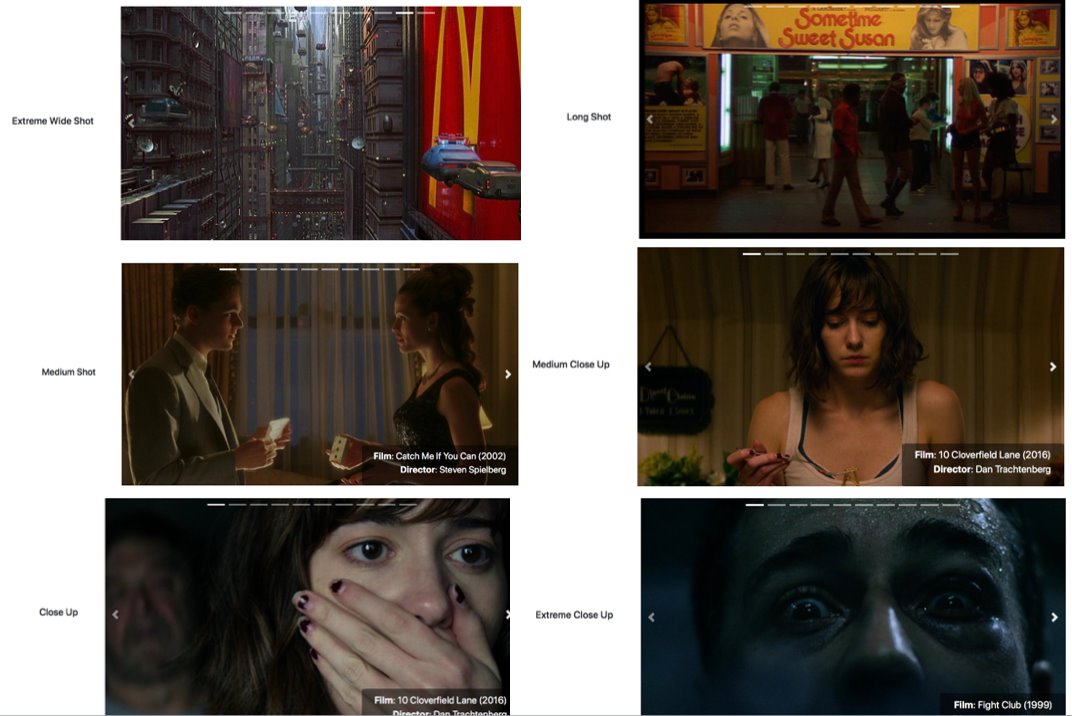 Extreme Wide Shot
Long Shot
Sometime
Sweet Susan
Medium Shot
Film: Catch Me If You Can (2002)
Director: Steven Spielberg
Medium Close Up
Film: 10 Cloverfield Lane (2016)
Director: Dan Trachtenberg
Close Up
Film: 10 Cloverfield Lane (2016)
Director: Dan Trachtenberg
Extreme Close Up
Film: Fight Club (1999)